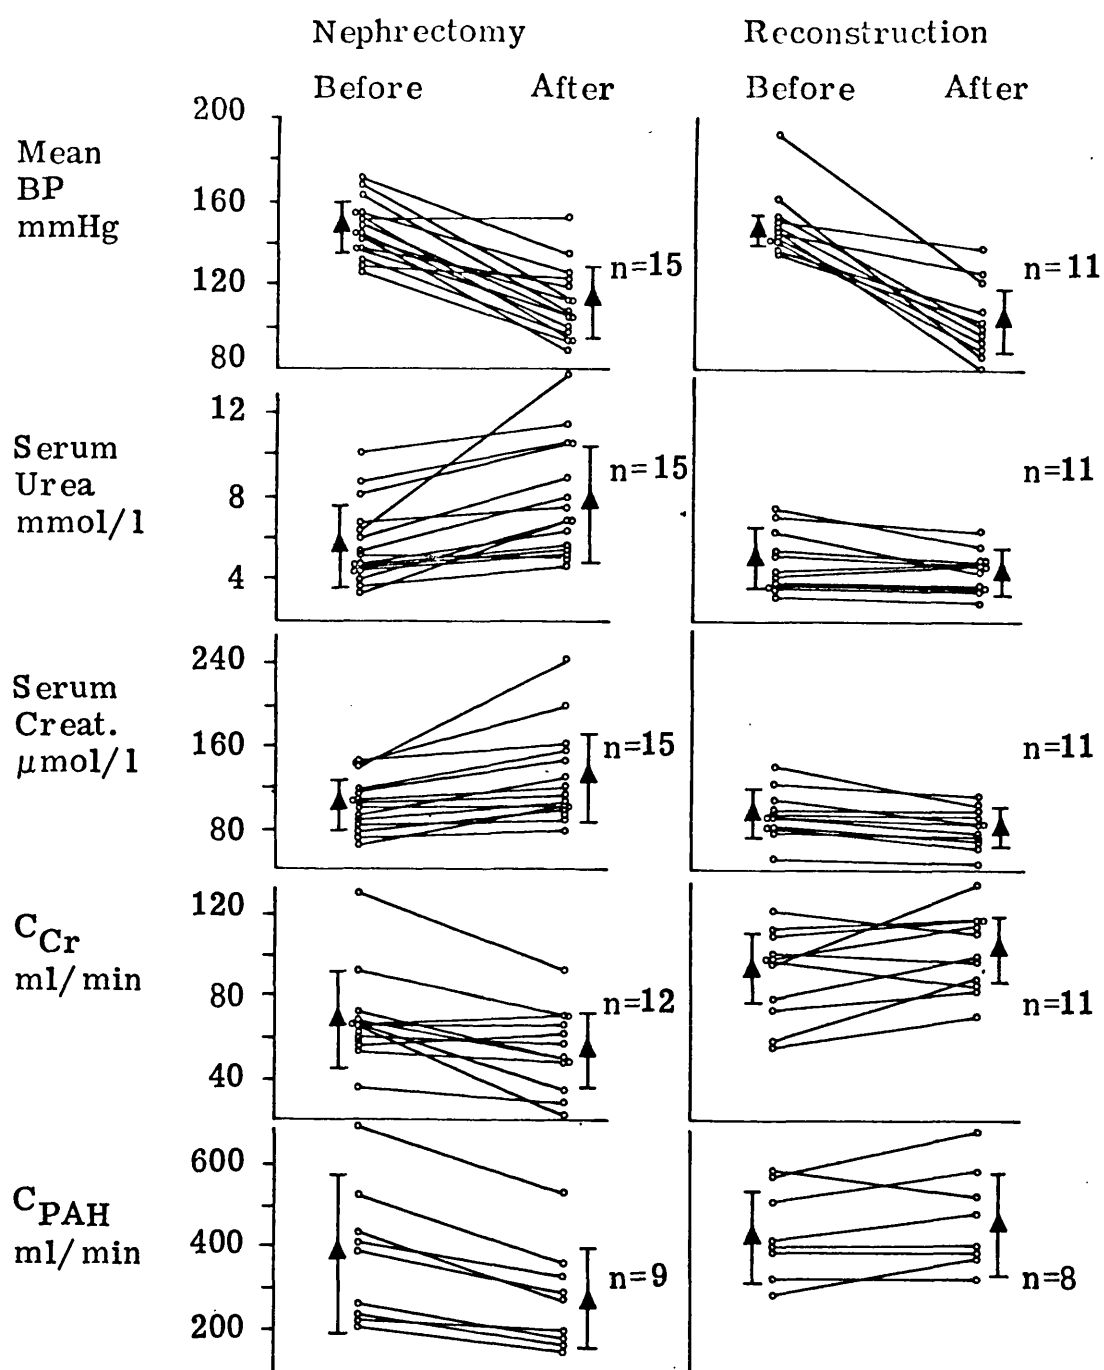 Nephrectomy Reconstruction
Before After Before After
Mean
BP
mmHg
200
160
120
80
n=15
n=11
Serum
Urea
mmol/l
12
8
4
n=15
n=11
Serum
Creat.
μmol/l
240
160
80
n=15
n=11
CCr
ml/min
120
80
40
n=12
n=11
CPAH
ml/min
600
400
200
n=9
n=8